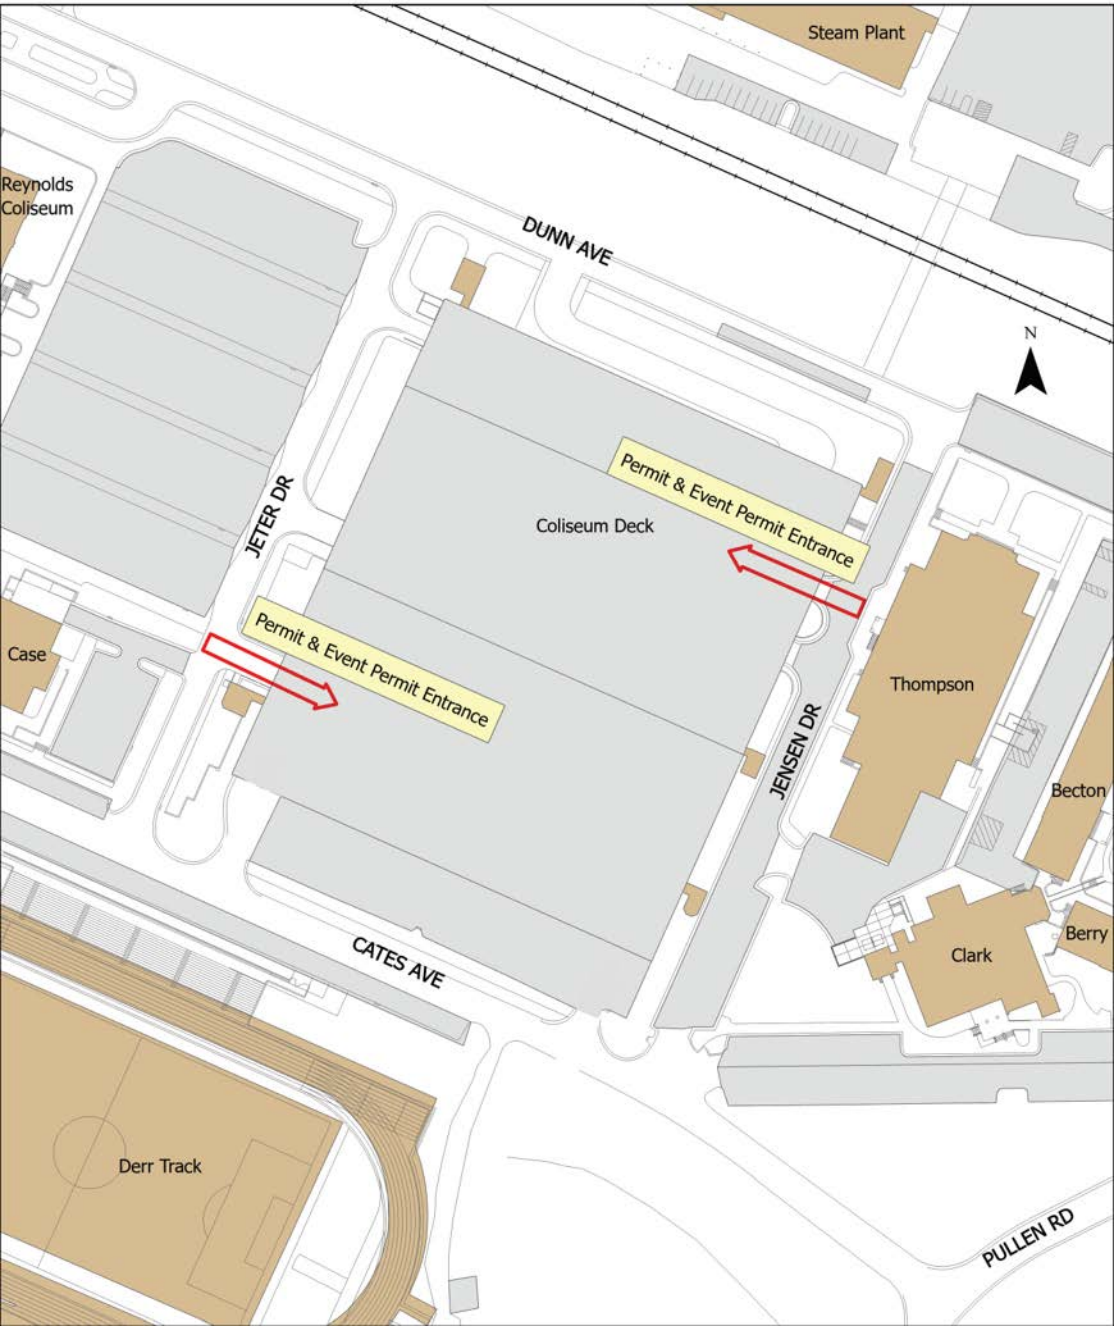 Steam Plant
Reynolds
Coliseum
DUNN AVE
N
Permit & Event Permit Entrance
Coliseum Deck
JETER DR
Permit & Event Permit Entrance
Case
Thompson
JENSEN DR
Becton
Berry
Clark
CATES AVE
Derr Track
PULLEN RD